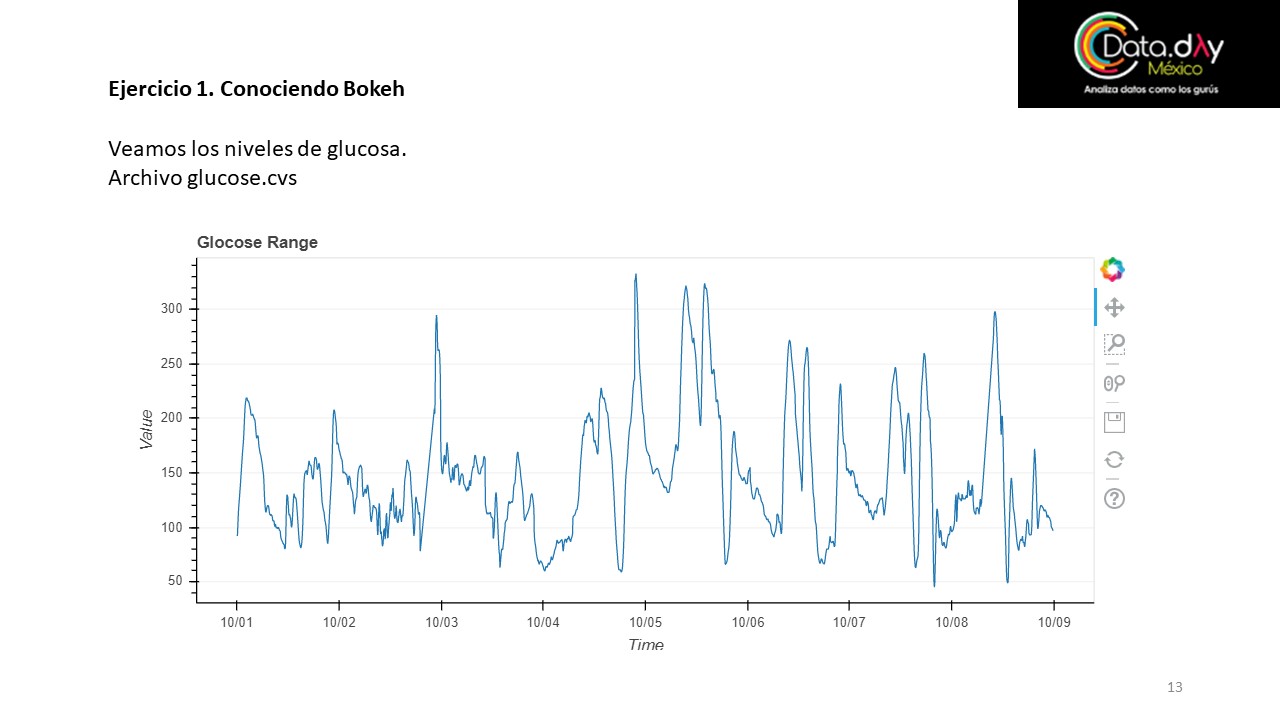 Data.dλy
México
Analiza datos como los gurús
Ejercicio 1. Conociendo Bokeh
Veamos los niveles de glucosa.
Archivo glucose.cvs
Glocose Range
Value
300
250
200
150
100
50
10/01 10/02 10/03 10/04 10/05 10/06 10/07 10/08 10/09
Time
13